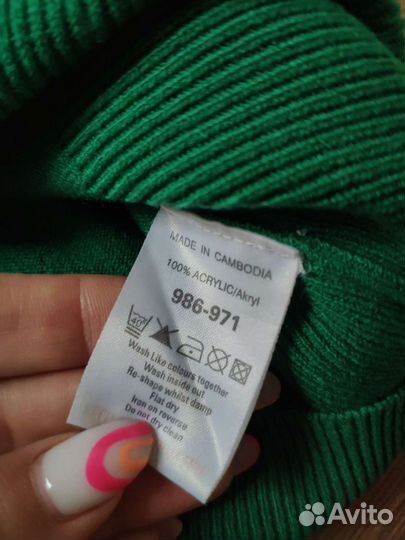 MADE IN CAMBODIA
100% ACRYLIC/Akryl
986-971
40°
Wash Like colours together
Wash inside out
Re-shape whilst damp
Flat dry
Iron on reverse
Do not dry clean
Avito